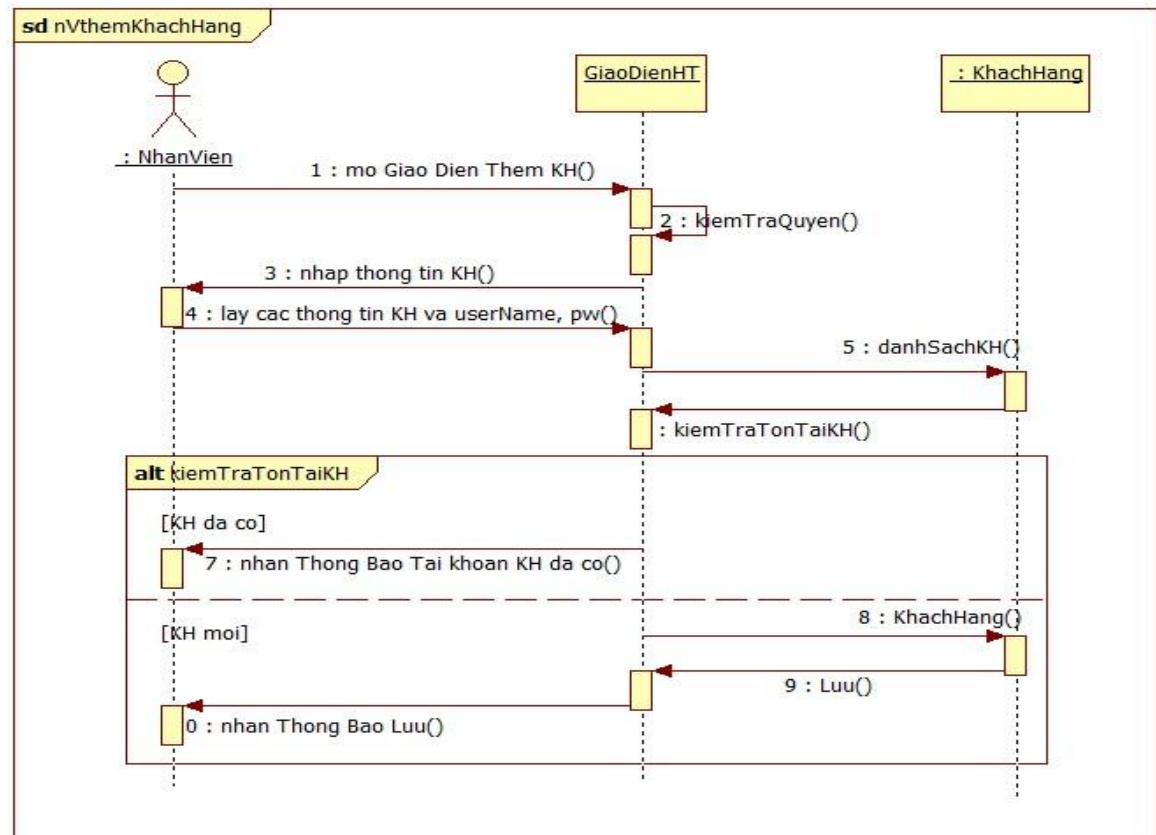 sd nVthemKhachHang
GiaoDienHT
: KhachHang
: NhanVien
1 : mo Giao Dien Them KH()
2 : kiemTraQuyen()
3 : nhap thong tin KH()
4 : lay cac thong tin KH va userName, pw()
5 : danhSachKH()
: kiemTraTonTaiKH()
alt kiemTraTonTaiKH
[KH da co]
7 : nhan Thong Bao Tai khoan KH da co()
[KH moi]
8 : KhachHang()
9 : Luu()
0 : nhan Thong Bao Luu()